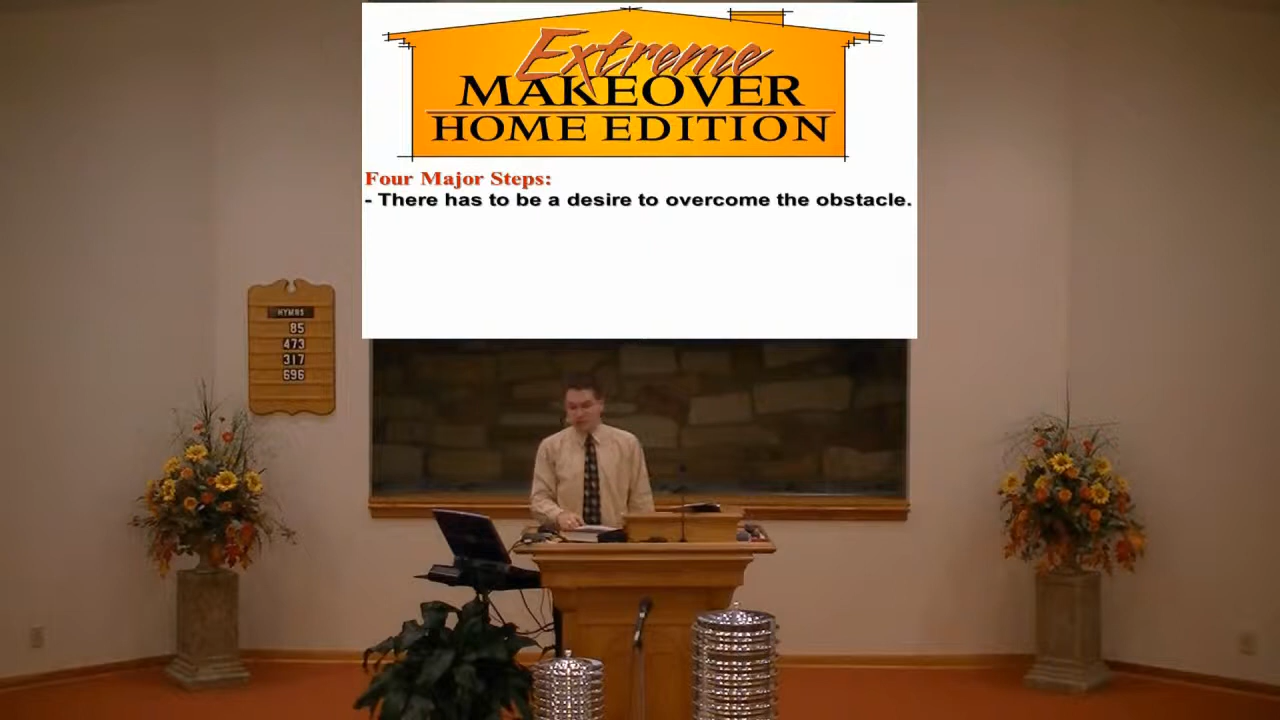 Extreme
MAKEOVER
HOME EDITION
Four Major Steps:
- There has to be a desire to overcome the obstacle.
HYMNS
85
473
317
696